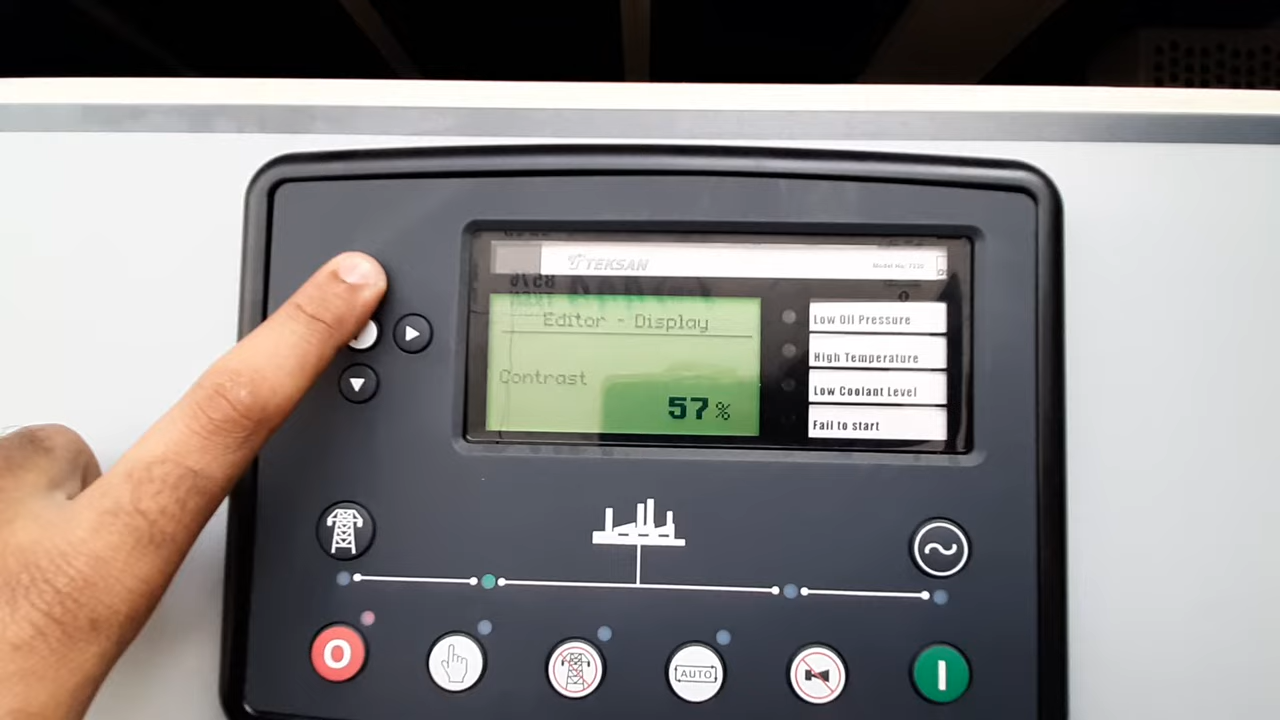 TEKSAN
Model No: 7320
Editor - Display
Contrast
57%
Low Oil Pressure
High Temperature
Low Coolant Level
Fail to start
O
AUTO
I